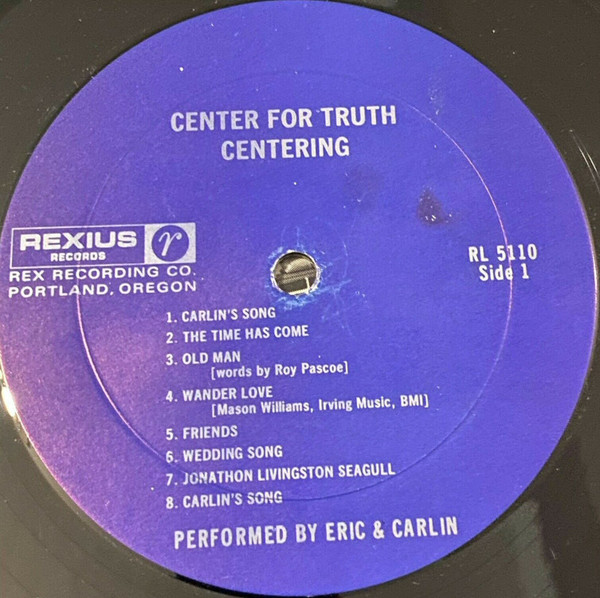 CENTER FOR TRUTH
CENTERING
REXIUS
RECORDS
r
REX RECORDING CO.
PORTLAND, OREGON
RL 5110
Side 1
1. CARLIN'S SONG
2. THE TIME HAS COME
3. OLD MAN
[words by Roy Pascoe]
4. WANDER LOVE
[Mason Williams, Irving Music, BMI]
5. FRIENDS
6. WEDDING SONG
7. JONATHON LIVINGSTON SEAGULL
8. CARLIN'S SONG
PERFORMED BY ERIC & CARLIN